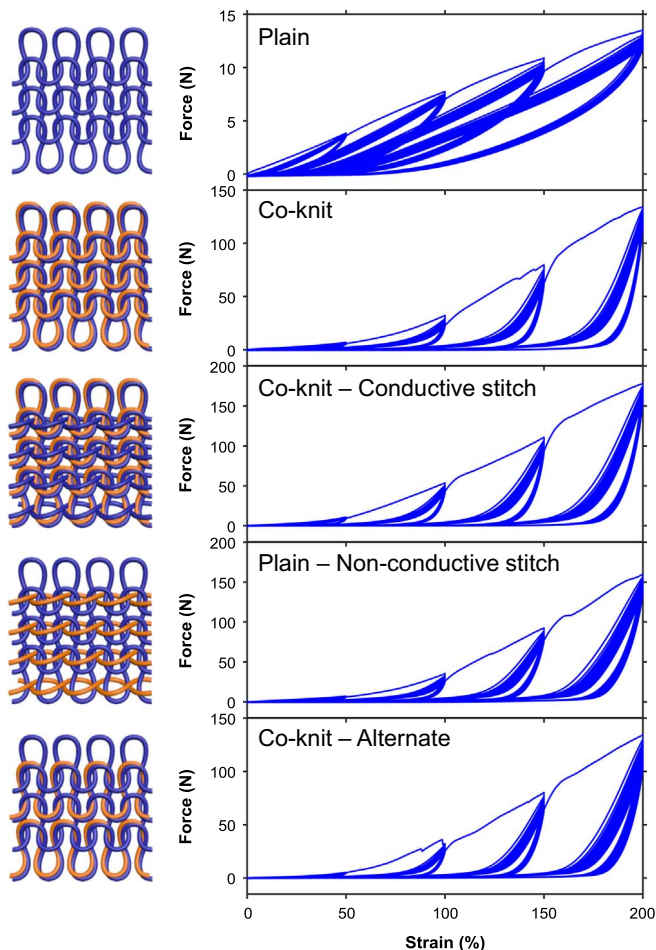 Plain
Force (N)
15
10
5
0
Co-knit
Force (N)
150
100
50
0
Co-knit – Conductive stitch
Force (N)
200
150
100
50
0
Plain – Non-conductive stitch
Force (N)
200
150
100
50
0
Co-knit – Alternate
Force (N)
150
100
50
0
0 50 100 150 200
Strain (%)